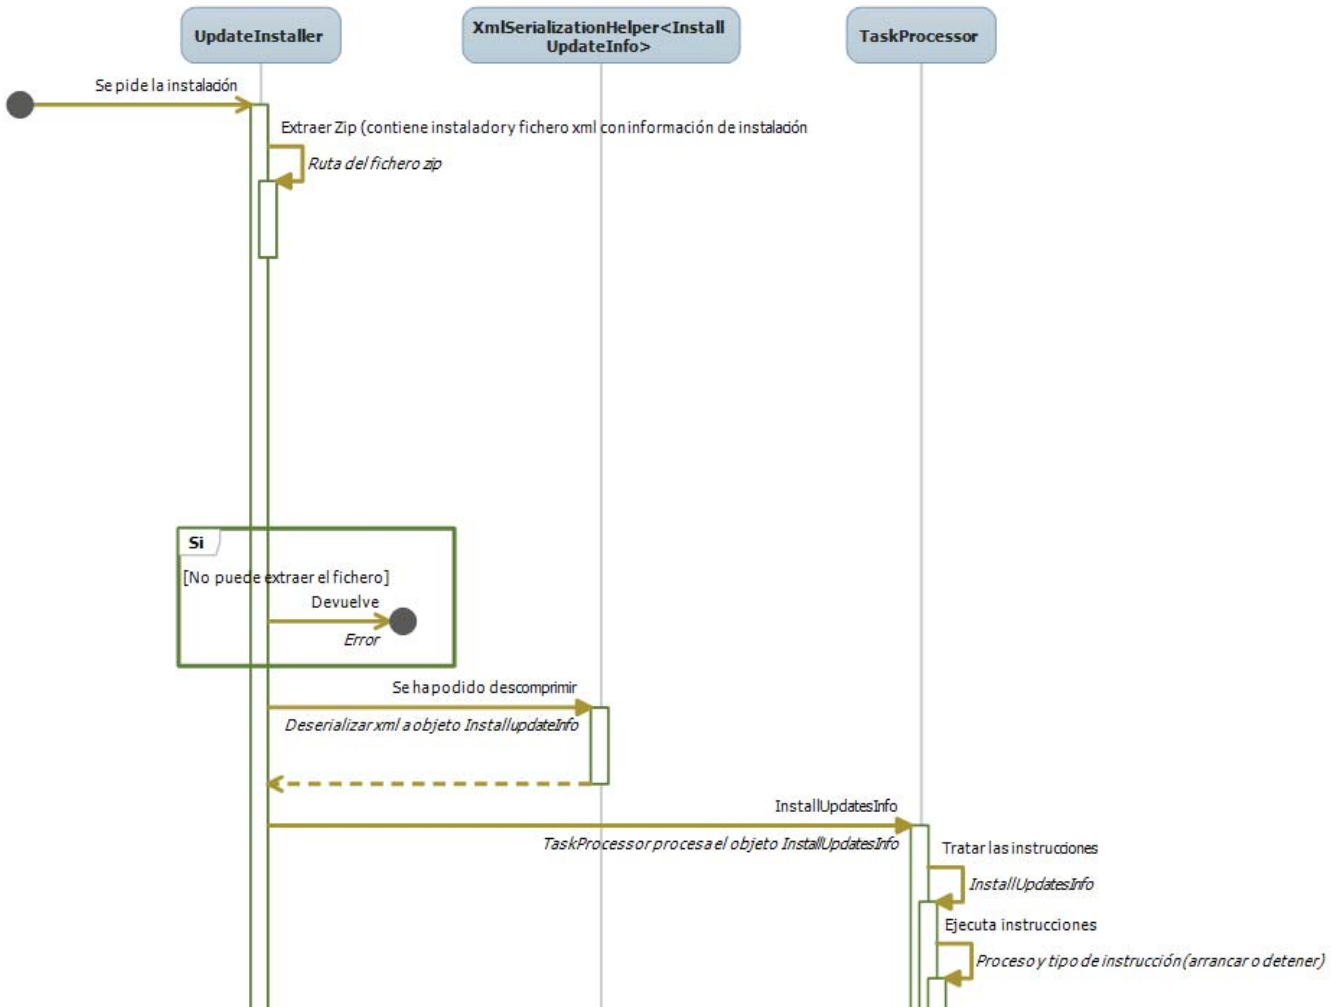 UpdateInstaller
XmlSerializationHelper<Install
UpdateInfo>
TaskProcessor
Se pide la instalación
Extraer Zip (contiene instalador y fichero xml con información de instalación
Ruta del fichero zip
Si
[No puede extraer el fichero]
Devuelve
Error
Se ha podido descomprimir
Deserializar xml a objeto InstallupdateInfo
InstallUpdatesInfo
TaskProcessor procesa el objeto InstallUpdatesInfo
Tratar las instrucciones
InstallUpdatesInfo
Ejecuta instrucciones
Proceso y tipo de instrucción (arrancar o detener)